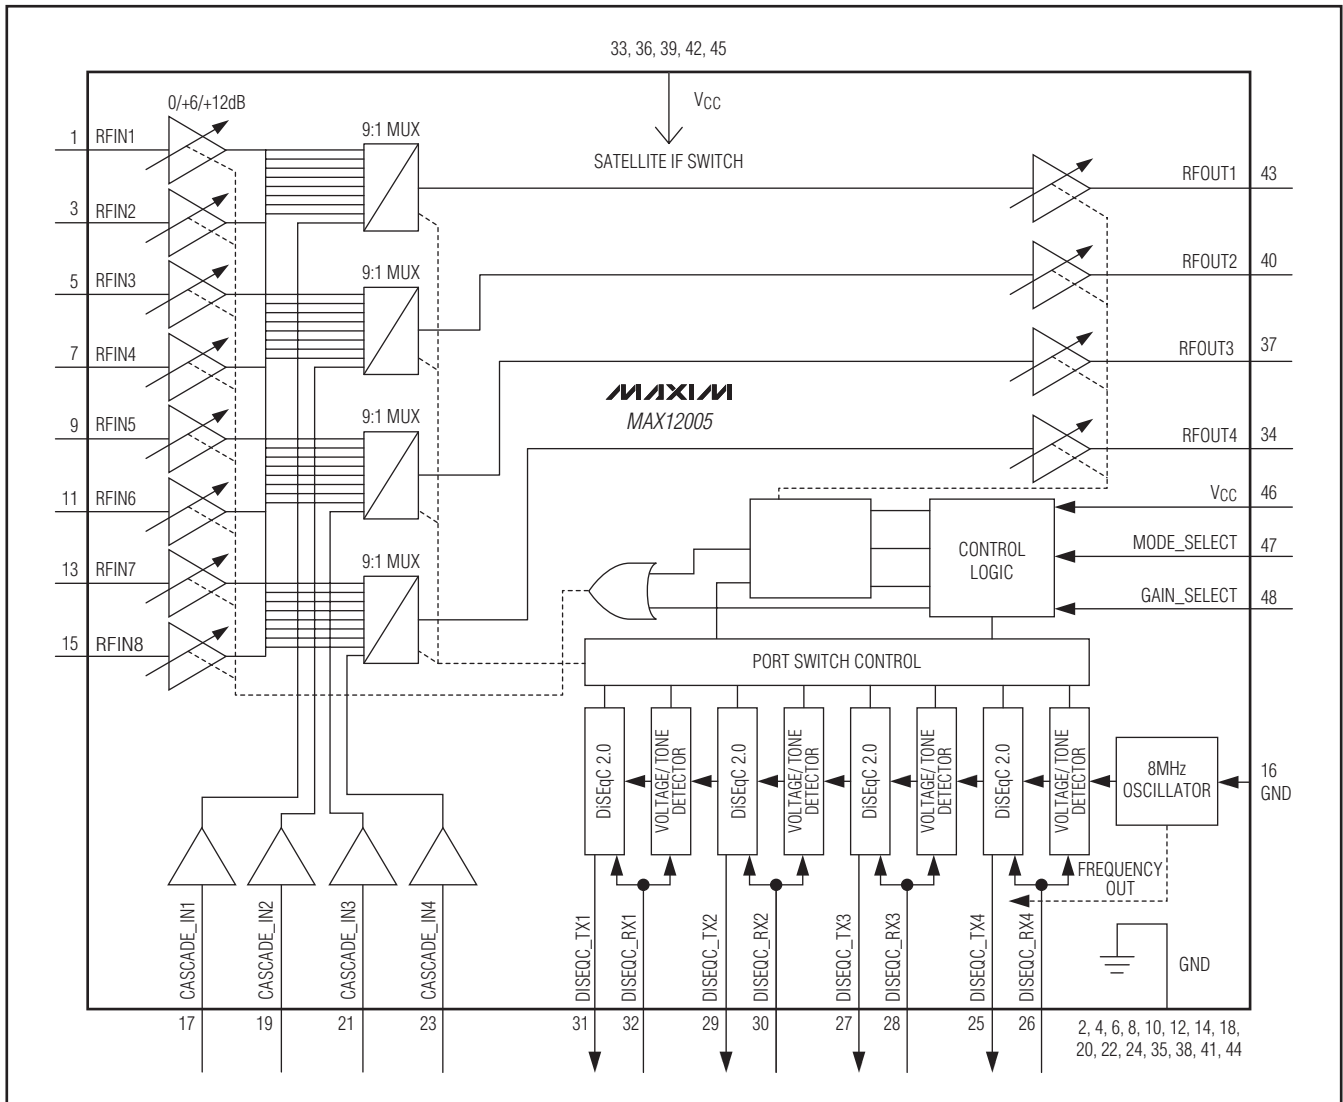 33, 36, 39, 42, 45
VCC
SATELLITE IF SWITCH
0/+6/+12dB
1 RFIN1
3 RFIN2
5 RFIN3
7 RFIN4
9 RFIN5
11 RFIN6
13 RFIN7
15 RFIN8
9:1 MUX
9:1 MUX
9:1 MUX
9:1 MUX
RFOUT1 43
RFOUT2 40
RFOUT3 37
RFOUT4 34
MAXIM
MAX12005
VCC 46
MODE_SELECT 47
GAIN_SELECT 48
CONTROL
LOGIC
PORT SWITCH CONTROL
DiSEqC 2.0
VOLTAGE/TONE
DETECTOR
DiSEqC 2.0
VOLTAGE/TONE
DETECTOR
DiSEqC 2.0
VOLTAGE/TONE
DETECTOR
DiSEqC 2.0
VOLTAGE/TONE
DETECTOR
8MHz
OSCILLATOR
16
GND
FREQUENCY
OUT
CASCADE_IN1
CASCADE_IN2
CASCADE_IN3
CASCADE_IN4
DISEQC_TX1
DISEQC_RX1
DISEQC_TX2
DISEQC_RX2
DISEQC_TX3
DISEQC_RX3
DISEQC_TX4
DISEQC_RX4
GND
17 19 21 23 31 32 29 30 27 28 25 26
2, 4, 6, 8, 10, 12, 14, 18,
20, 22, 24, 35, 38, 41, 44